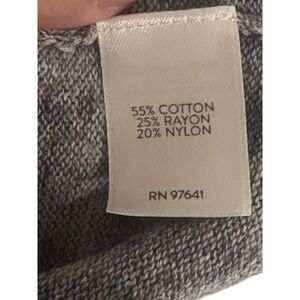 55% COTTON
25% RAYON
20% NYLON
RN 97641